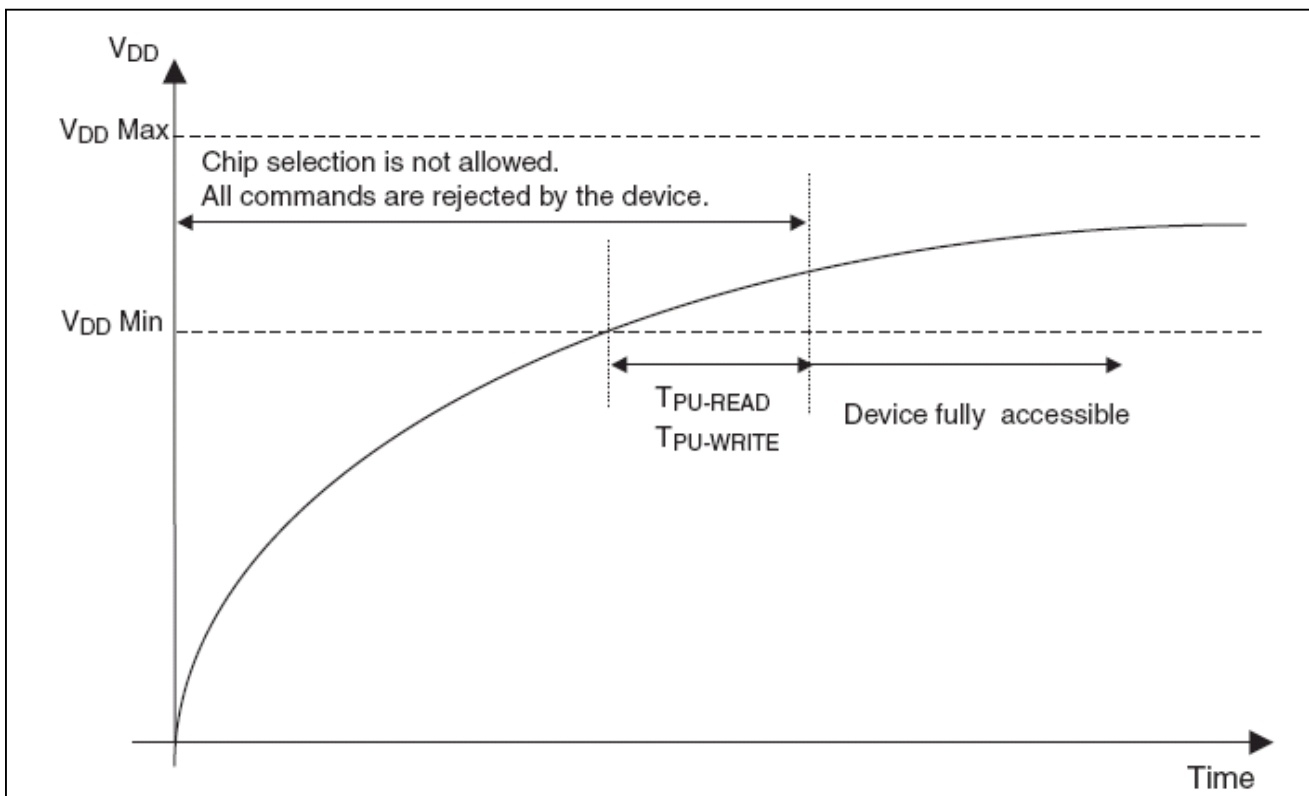 VDD
VDD Max
Chip selection is not allowed.
All commands are rejected by the device.
VDD Min
TPU-READ
TPU-WRITE
Device fully accessible
Time